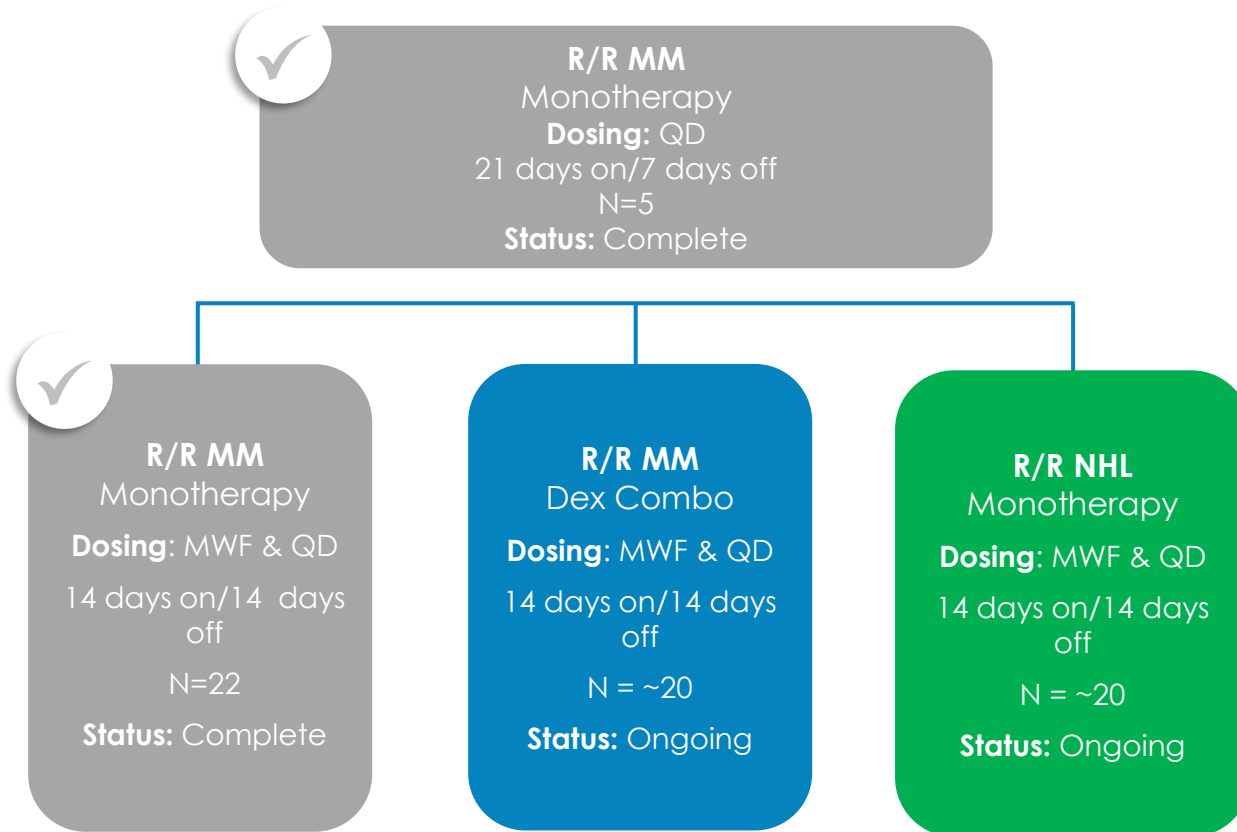 R/R MM
Monotherapy
Dosing: QD
21 days on/7 days off
N=5
Status: Complete
R/R MM
Monotherapy
Dosing: MWF & QD
14 days on/14 days
off
N=22
Status: Complete
R/R MM
Dex Combo
Dosing: MWF & QD
14 days on/14 days
off
N = ~20
Status: Ongoing
R/R NHL
Monotherapy
Dosing: MWF & QD
14 days on/14 days
off
N = ~20
Status: Ongoing